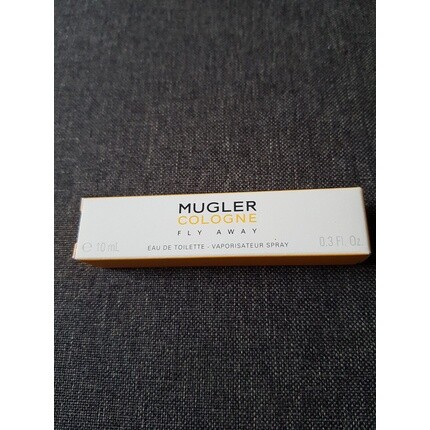 MUGLER
COLOGNE
FLY AWAY
℮ 10 mL EAU DE TOILETTE - VAPORISATEUR SPRAY 0.3 Fl. Oz.